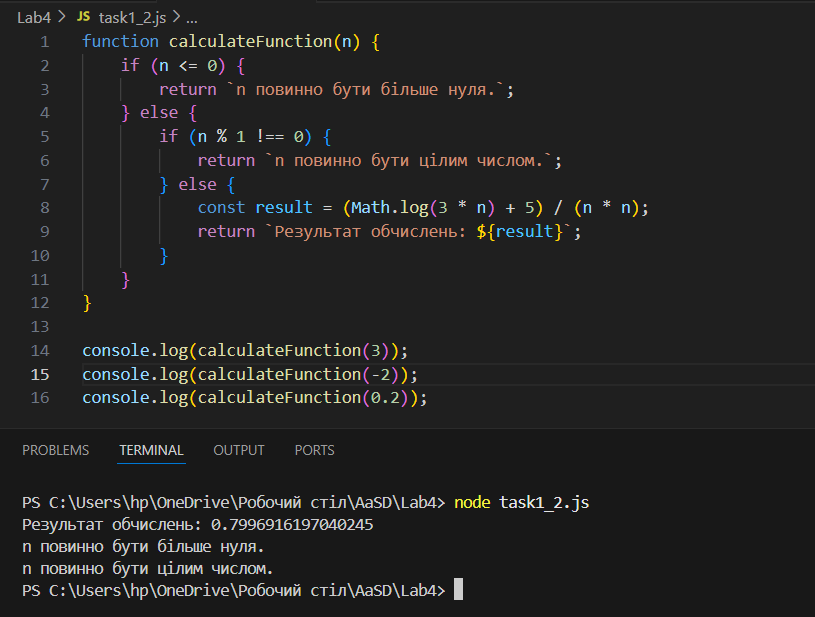 Lab4 > JS task1_2.js > ...
1 function calculateFunction(n) {
2     if (n <= 0) {
3         return `n повинно бути більше нуля.`;
4     } else {
5         if (n % 1 !== 0) {
6             return `n повинно бути цілим числом.`;
7         } else {
8             const result = (Math.log(3 * n) + 5) / (n * n);
9             return `Результат обчислень: ${result}`;
10         }
11     }
12 }
13
14 console.log(calculateFunction(3));
15 console.log(calculateFunction(-2));
16 console.log(calculateFunction(0.2));
PROBLEMS TERMINAL OUTPUT PORTS
PS C:\Users\hp\OneDrive\Робочий стіл\AaSD\Lab4> node task1_2.js
Результат обчислень: 0.7996916197040245
n повинно бути більше нуля.
n повинно бути цілим числом.
PS C:\Users\hp\OneDrive\Робочий стіл\AaSD\Lab4>